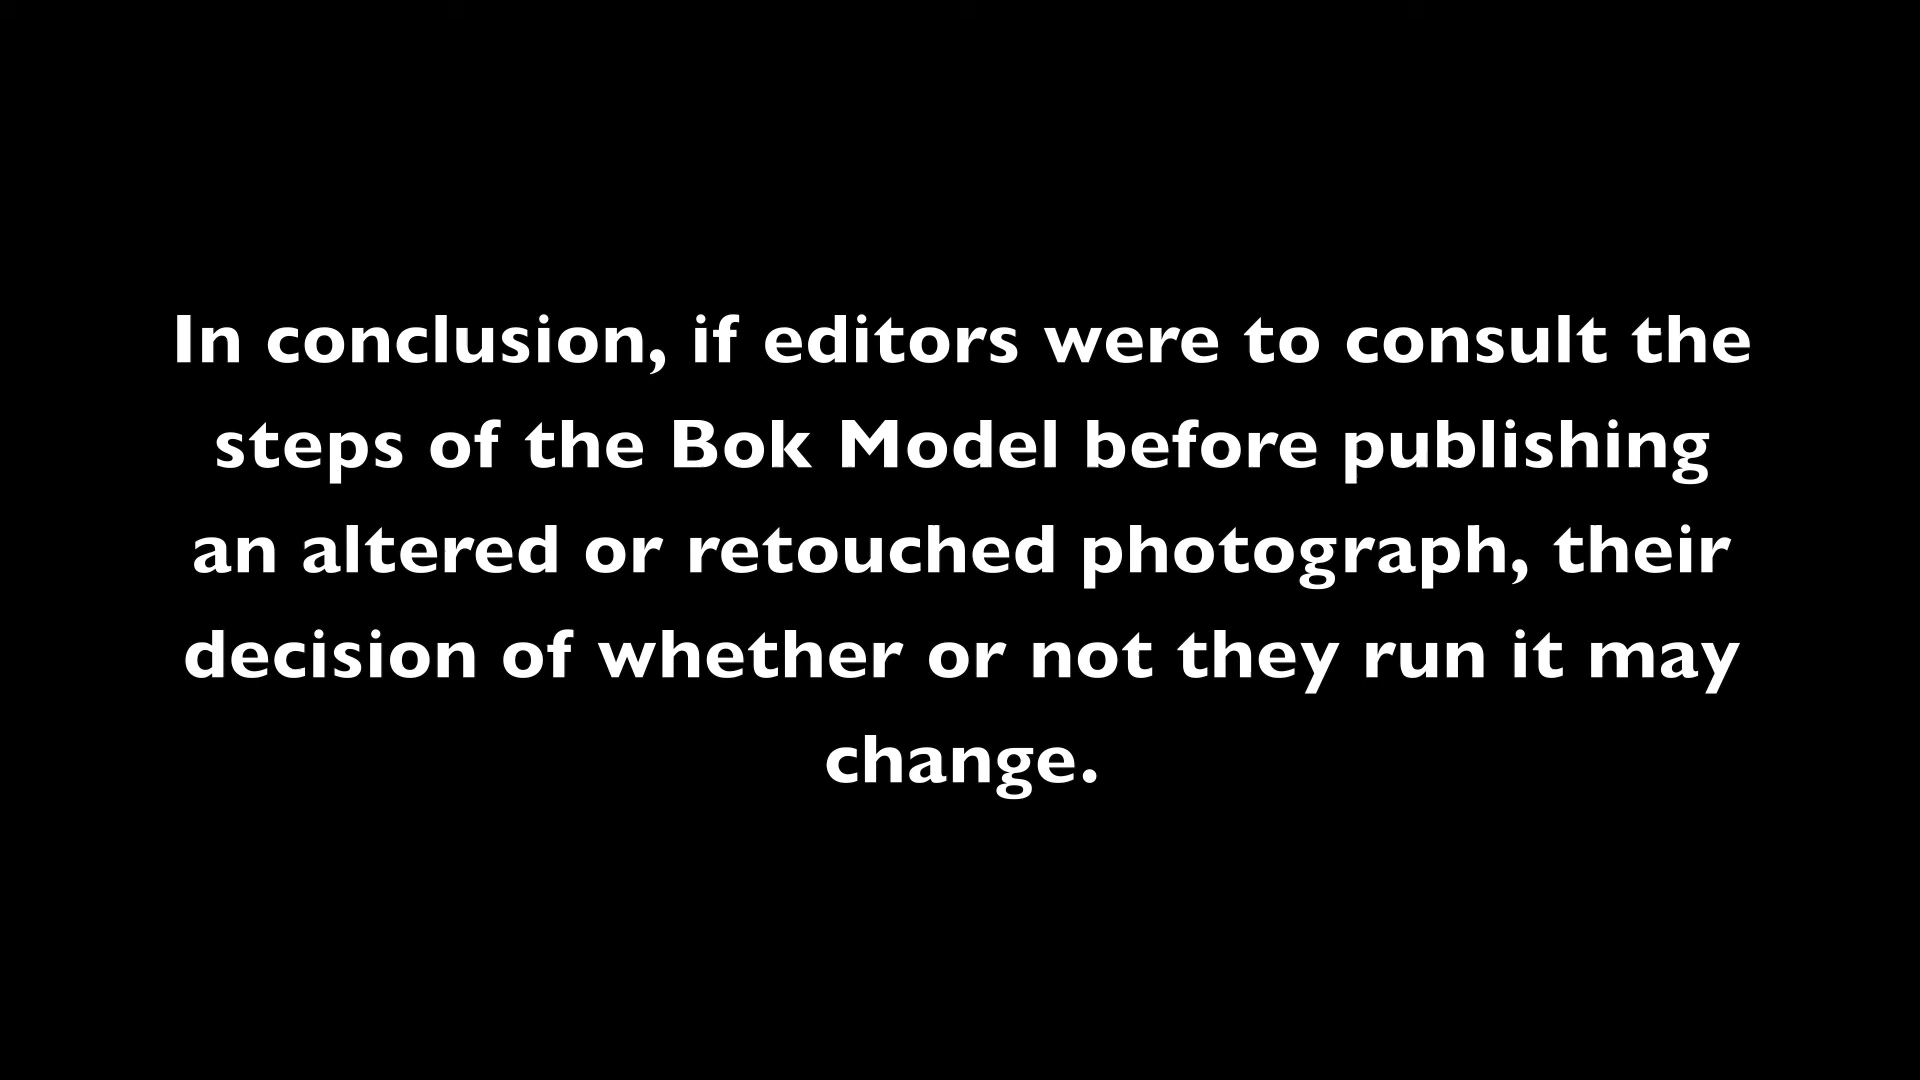 In conclusion, if editors were to consult the
steps of the Bok Model before publishing
an altered or retouched photograph, their
decision of whether or not they run it may
change.